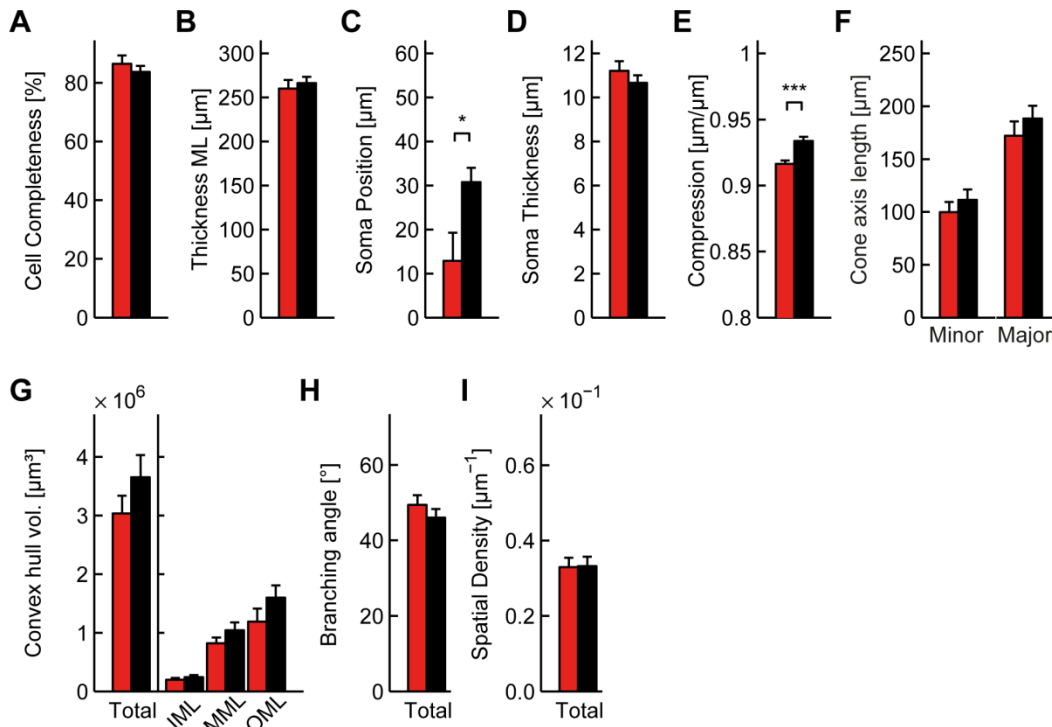 A
Cell Completeness [%]
80
60
40
20
0
B
Thickness ML [µm]
300
250
200
150
100
50
0
C
Soma Position [µm]
60
50
40
30
20
10
0
*
D
Soma Thickness [µm]
12
10
8
6
4
2
0
E
Compression [µm/µm]
1
0.95
0.9
0.85
0.8
***
F
Cone axis length [µm]
250
200
150
100
50
0
Minor Major
G
× 10⁶
Convex hull vol. [µm³]
4
3
2
1
0
Total IML MML OML
H
Branching angle [°]
60
40
20
0
Total
I
× 10⁻¹
Spatial Density [µm⁻¹]
0.6
0.4
0.2
0.0
Total